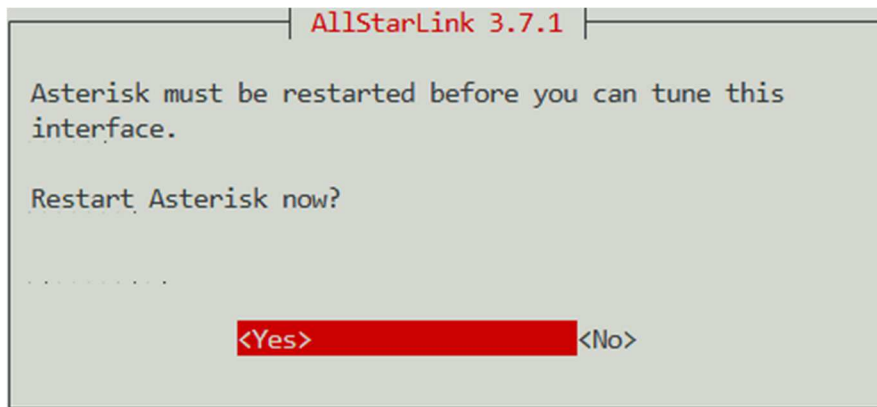 AllStarLink 3.7.1
Asterisk must be restarted before you can tune this
interface.
Restart Asterisk now?
<Yes> <No>